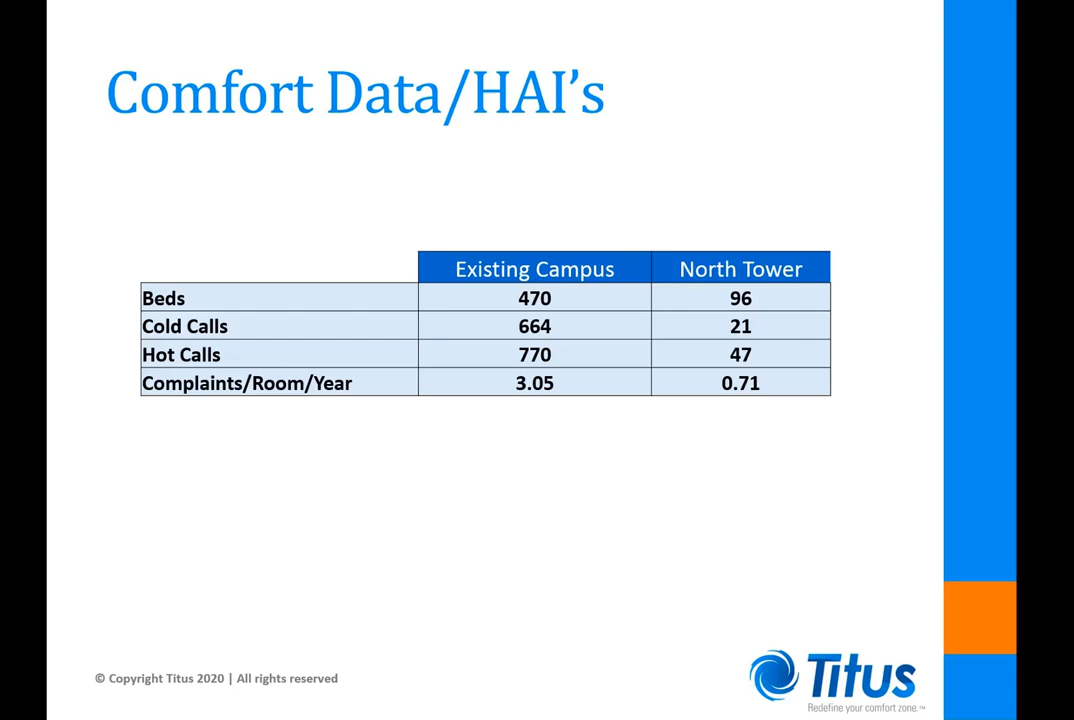 Comfort Data/HAI's
Existing Campus North Tower
Beds 470 96
Cold Calls 664 21
Hot Calls 770 47
Complaints/Room/Year 3.05 0.71
© Copyright Titus 2020 | All rights reserved
Titus
Redefine your comfort zone.™